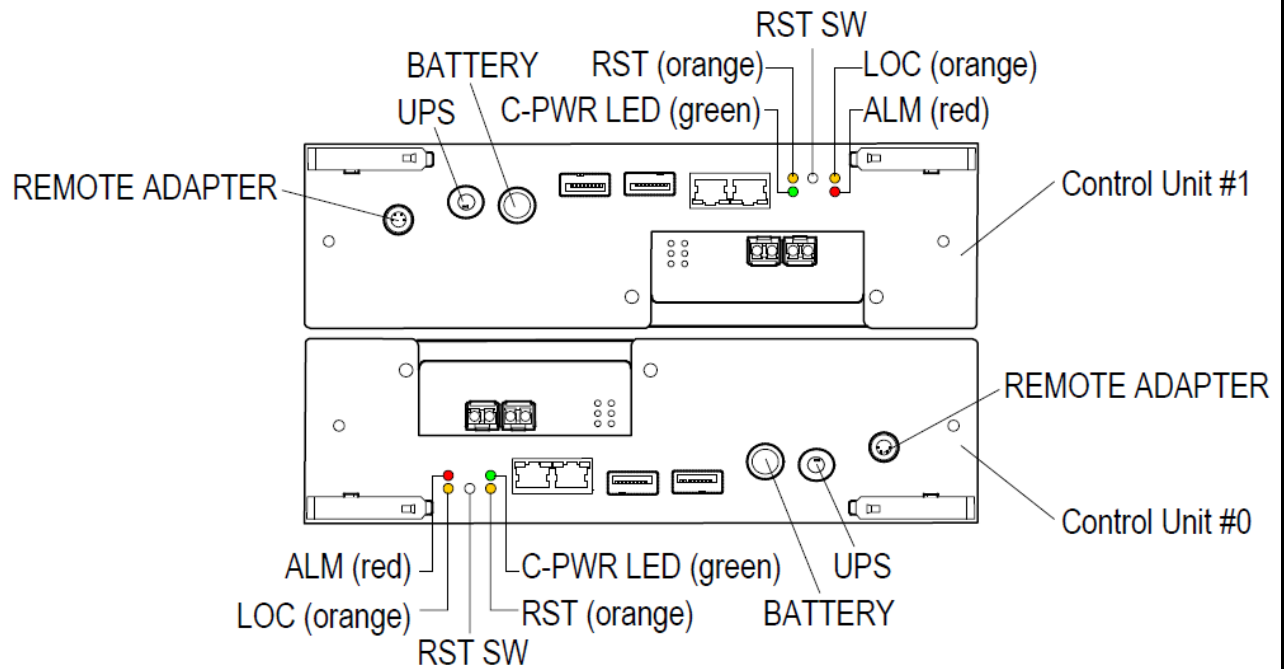 RST SW
BATTERY
RST (orange)
LOC (orange)
UPS
C-PWR LED (green)
ALM (red)
REMOTE ADAPTER
Control Unit #1
REMOTE ADAPTER
Control Unit #0
ALM (red)
C-PWR LED (green)
UPS
LOC (orange)
RST (orange)
BATTERY
RST SW